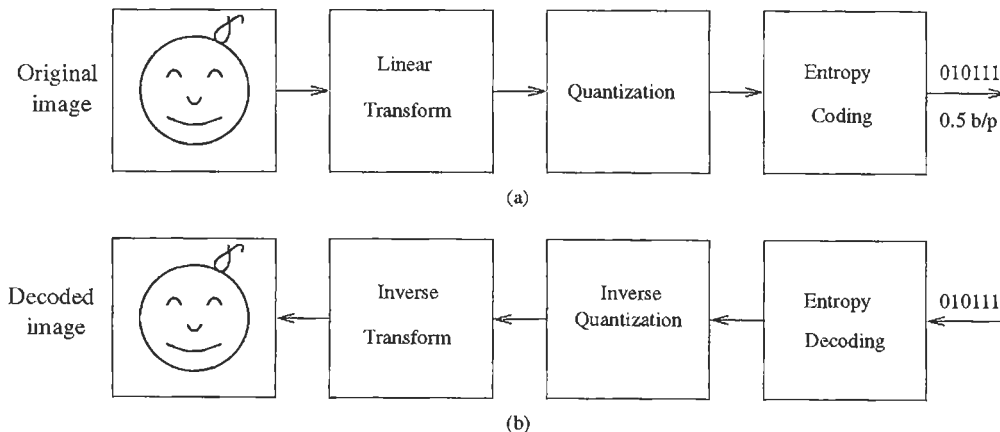 Original
image
Linear
Transform
Quantization
Entropy
Coding
010111
0.5 b/p
(a)
Decoded
image
Inverse
Transform
Inverse
Quantization
Entropy
Decoding
010111
(b)